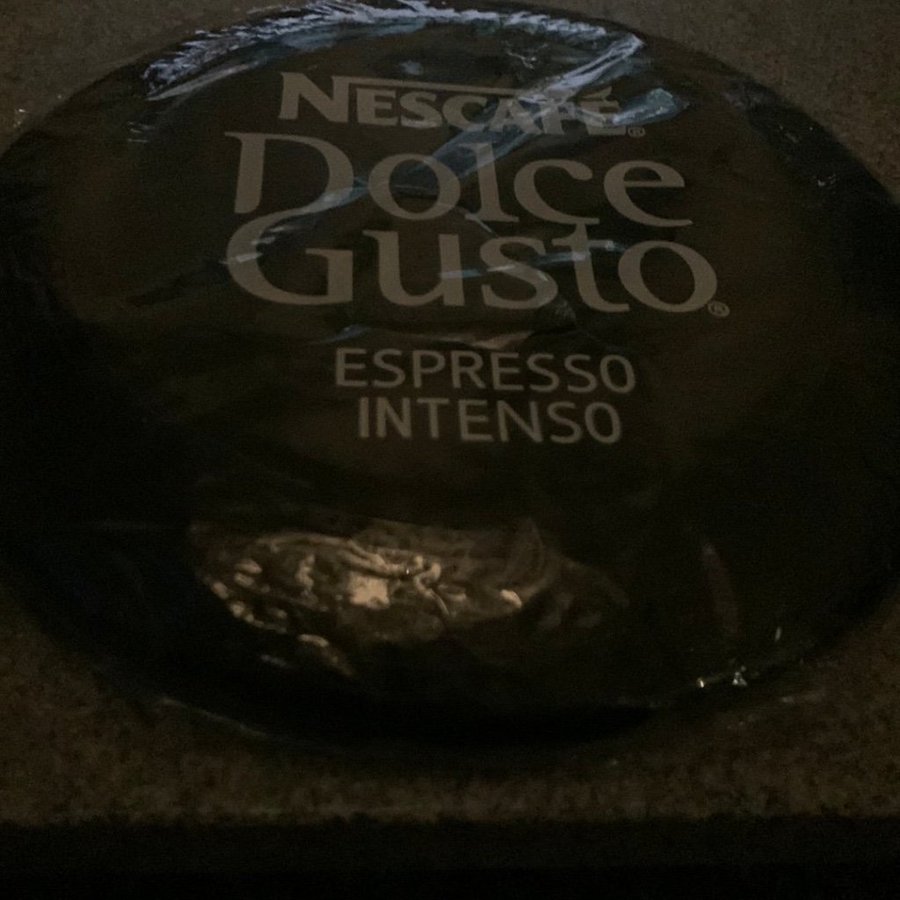 NESCAFÉ®
Dolce
Gusto®
ESPRESSO
INTENSO